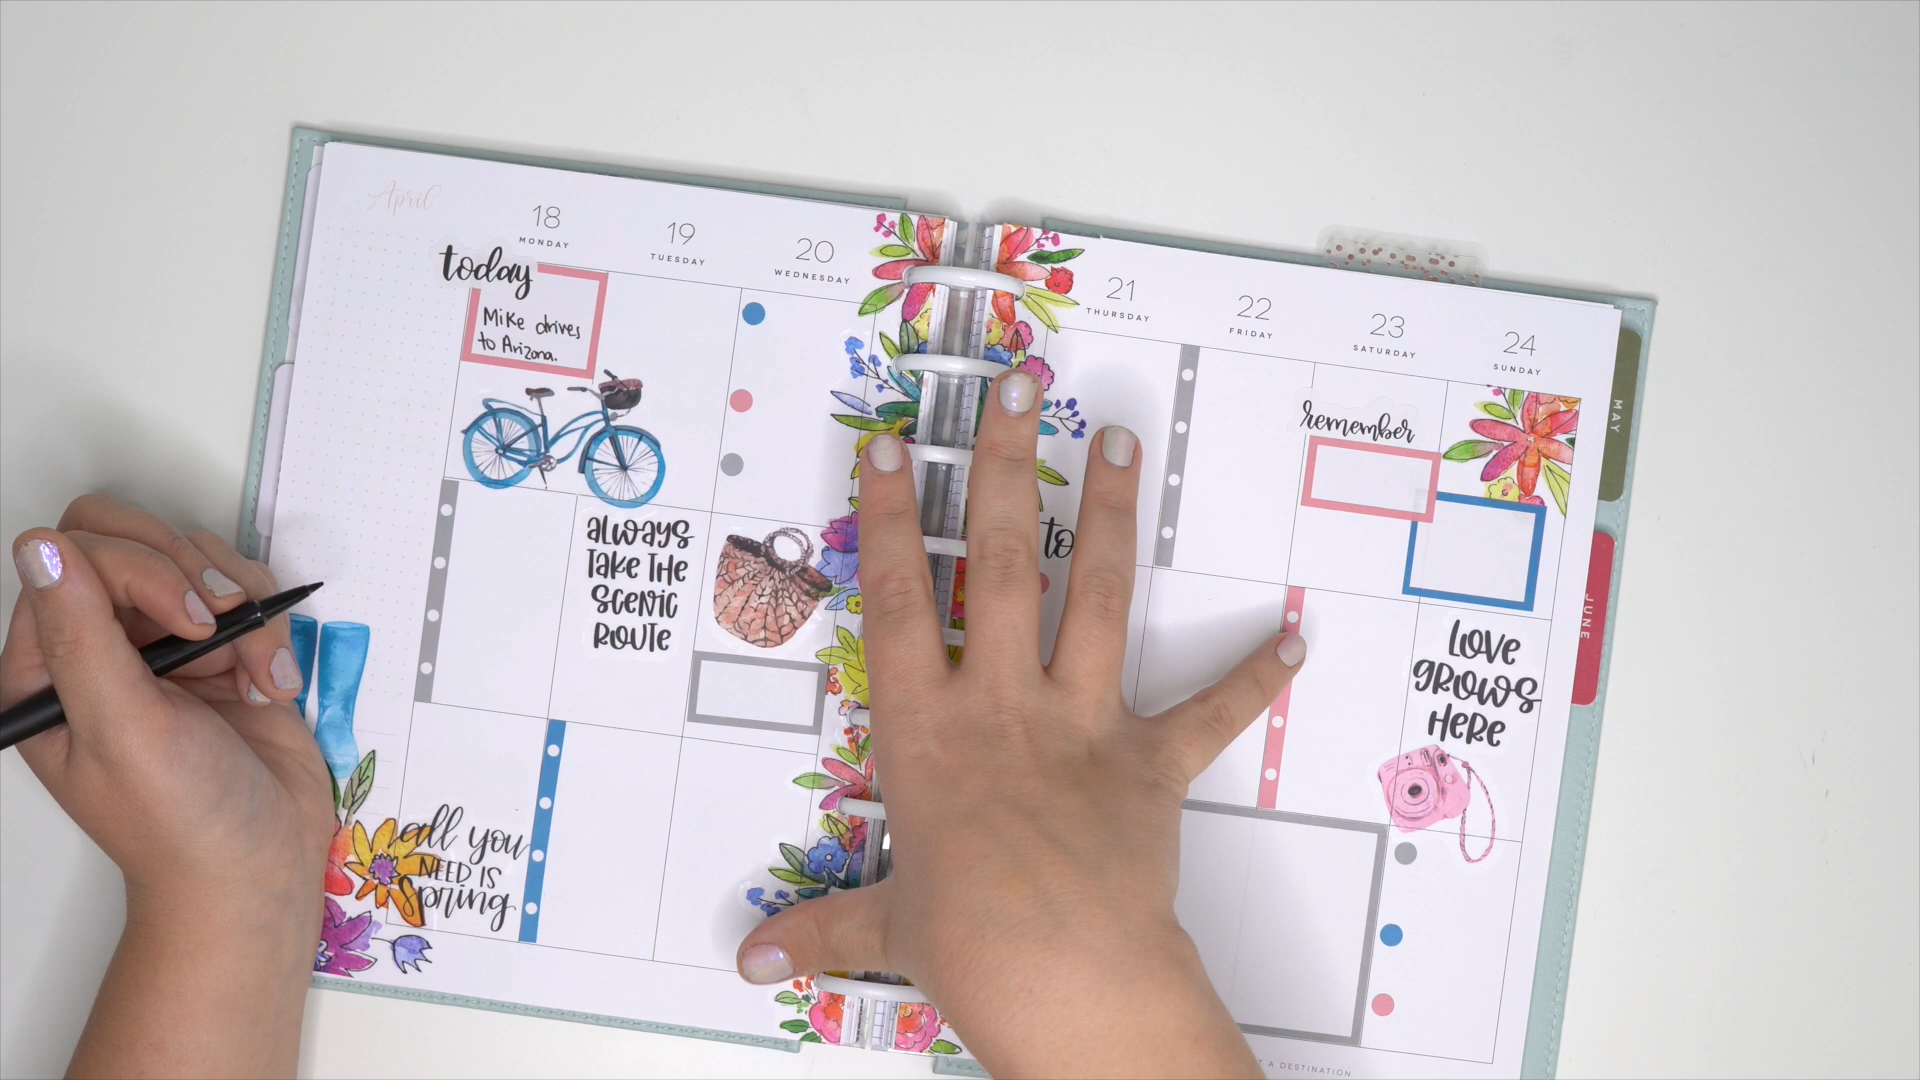 April
18
MONDAY
19
TUESDAY
20
WEDNESDAY
21
THURSDAY
22
FRIDAY
23
SATURDAY
24
SUNDAY
today
Mike drives
to Arizona.
ALWAYS
TAKE THE
SCENIC
ROUTE
all you
NEED IS
spring
to
remember
LOVE
GROWS
HERE
MAY
JUNE
A DESTINATION